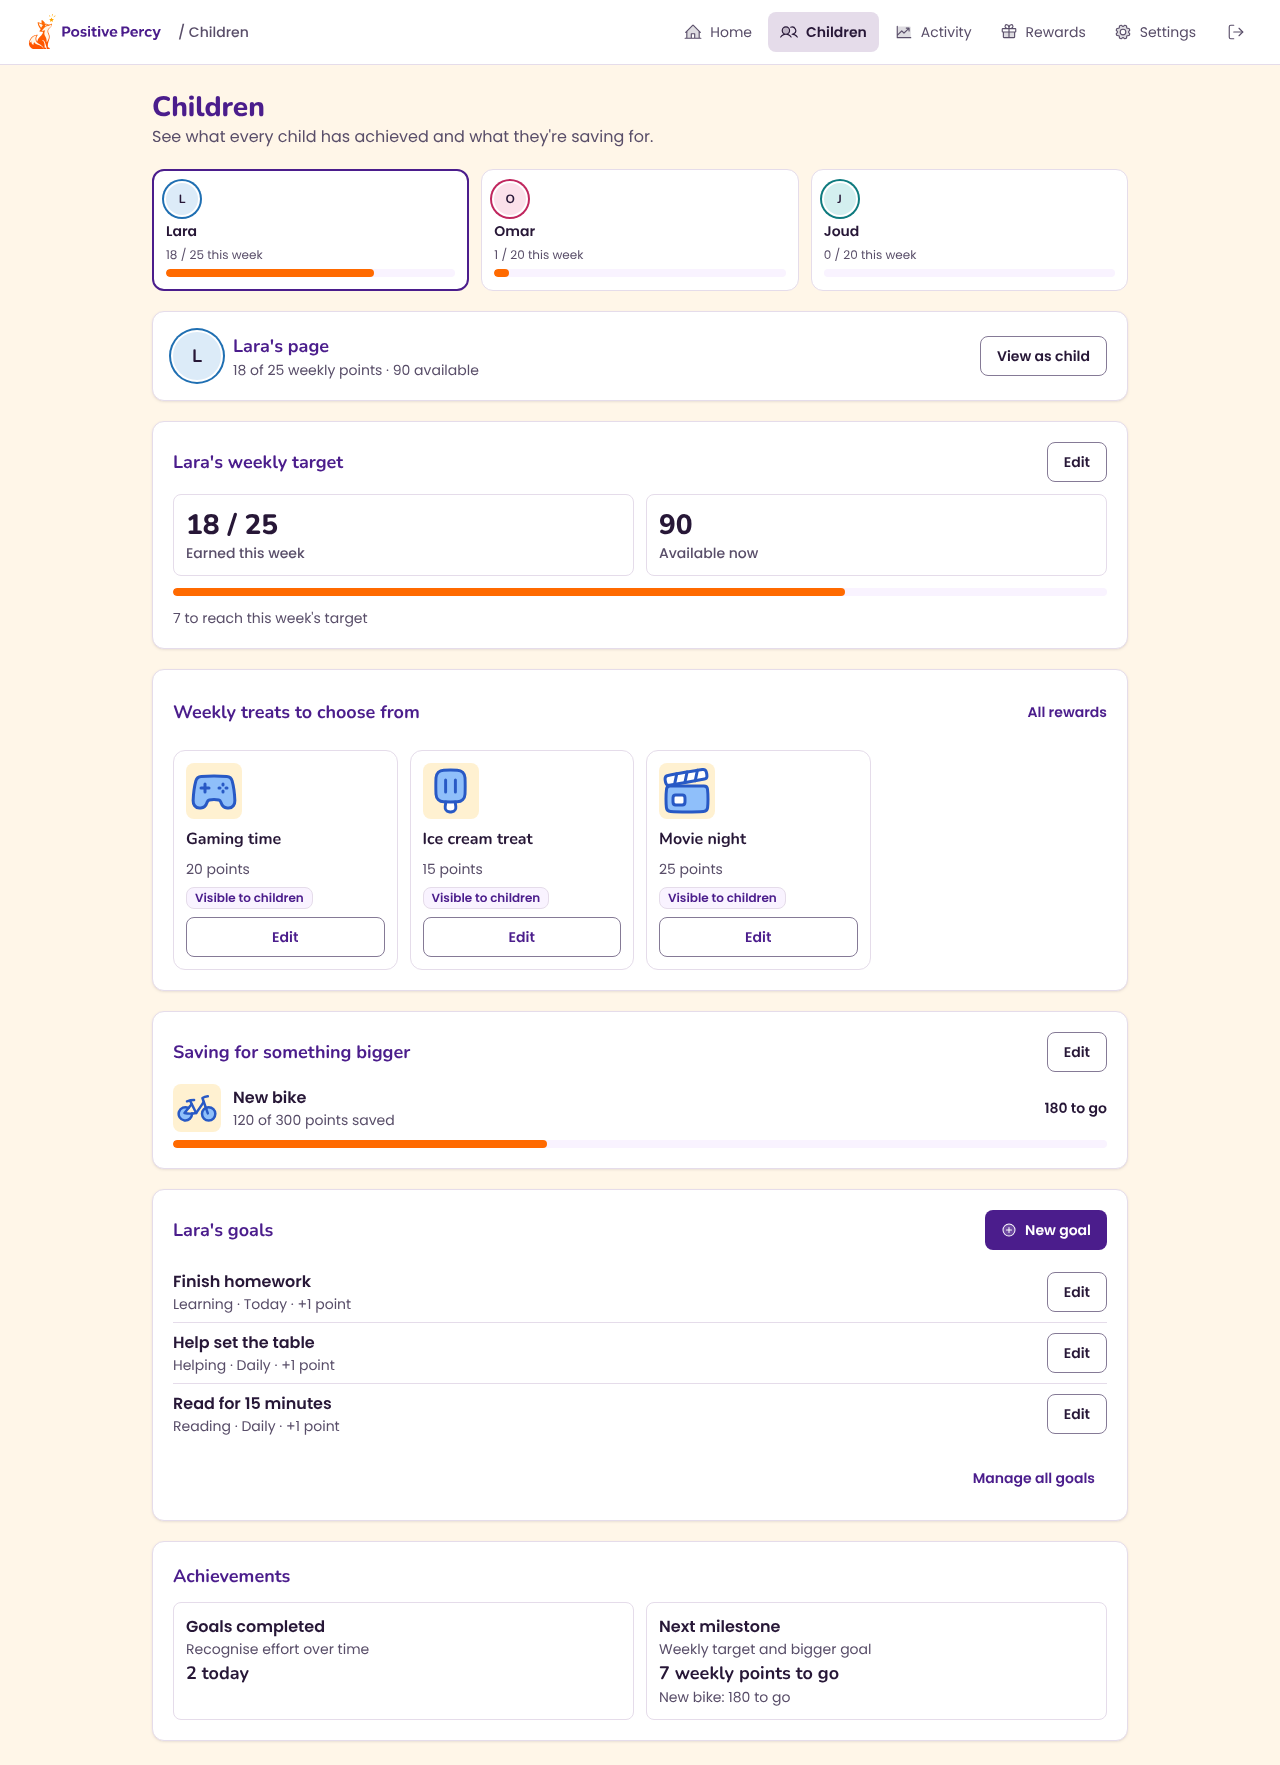 Positive Percy / Children
Home
Children
Activity
Rewards
Settings
Children
See what every child has achieved and what they're saving for.
L
Lara
18 / 25 this week
O
Omar
1 / 20 this week
J
Joud
0 / 20 this week
L
Lara's page
18 of 25 weekly points · 90 available
View as child
Lara's weekly target
Edit
18 / 25
Earned this week
90
Available now
7 to reach this week's target
Weekly treats to choose from
All rewards
Gaming time
20 points
Visible to children
Edit
Ice cream treat
15 points
Visible to children
Edit
Movie night
25 points
Visible to children
Edit
Saving for something bigger
Edit
New bike
120 of 300 points saved
180 to go
Lara's goals
New goal
Finish homework
Learning · Today · +1 point
Edit
Help set the table
Helping · Daily · +1 point
Edit
Read for 15 minutes
Reading · Daily · +1 point
Edit
Manage all goals
Achievements
Goals completed
Recognise effort over time
2 today
Next milestone
Weekly target and bigger goal
7 weekly points to go
New bike: 180 to go